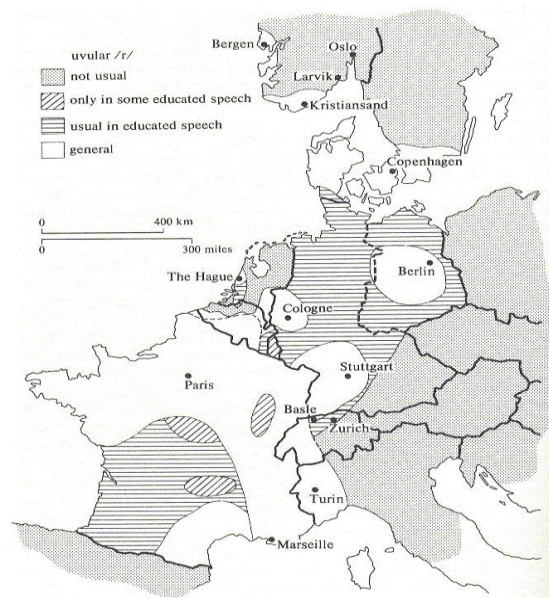 Bergen
Oslo
uvular /r/
not usual
Larvik
only in some educated speech
Kristiansand
usual in educated speech
general
Copenhagen
0 400 km
0 300 miles
The Hague
Berlin
Cologne
Stuttgart
Paris
Basle
Zurich
Turin
Marseille